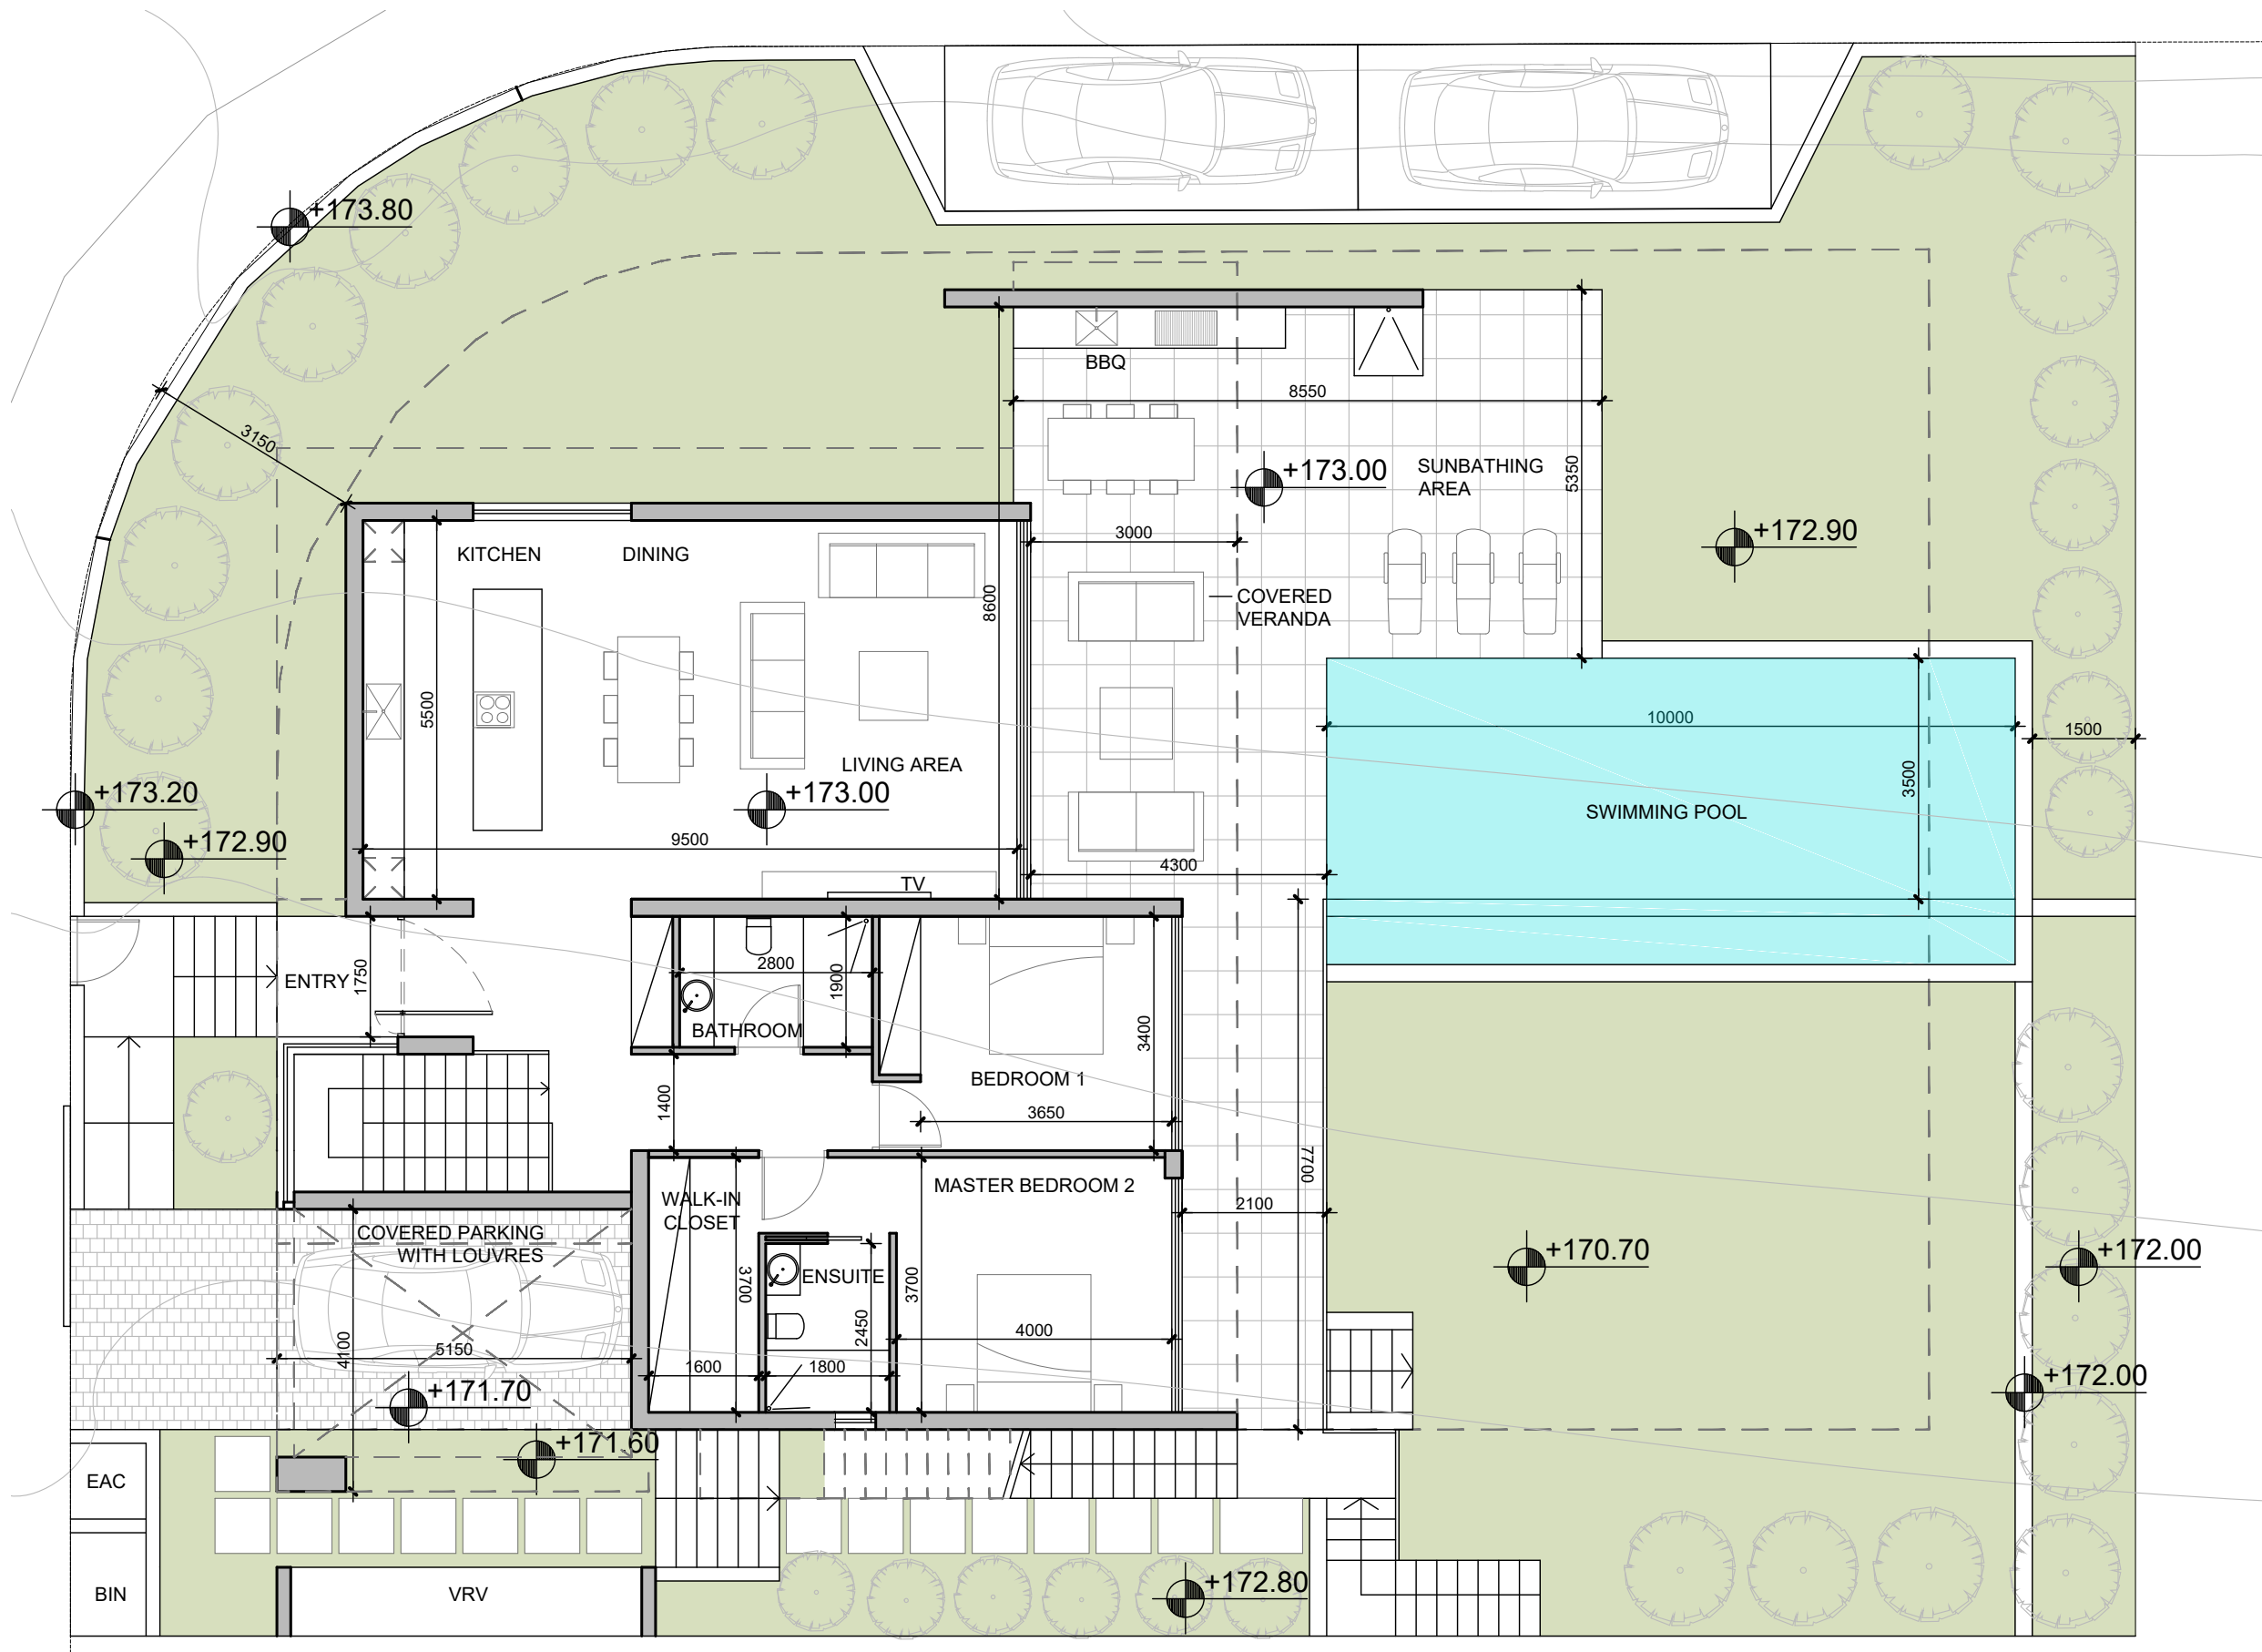 +173.80
BBQ
8550
3150
+173.00
SUNBATHING
AREA
5350
3000
+172.90
KITCHEN
DINING
8600
COVERED
VERANDA
5500
10000
1500
LIVING AREA
3500
+173.20
+173.00
SWIMMING POOL
+172.90
9500
4300
TV
ENTRY
1750
2800
1900
BATHROOM
3400
BEDROOM 1
1400
3650
7700
WALK-IN
CLOSET
MASTER BEDROOM 2
2100
COVERED PARKING
WITH LOUVRES
3700
ENSUITE
3700
+170.70
+172.00
4100
5150
2450
4000
1600
1800
+171.70
+172.00
+171.60
EAC
BIN
VRV
+172.80